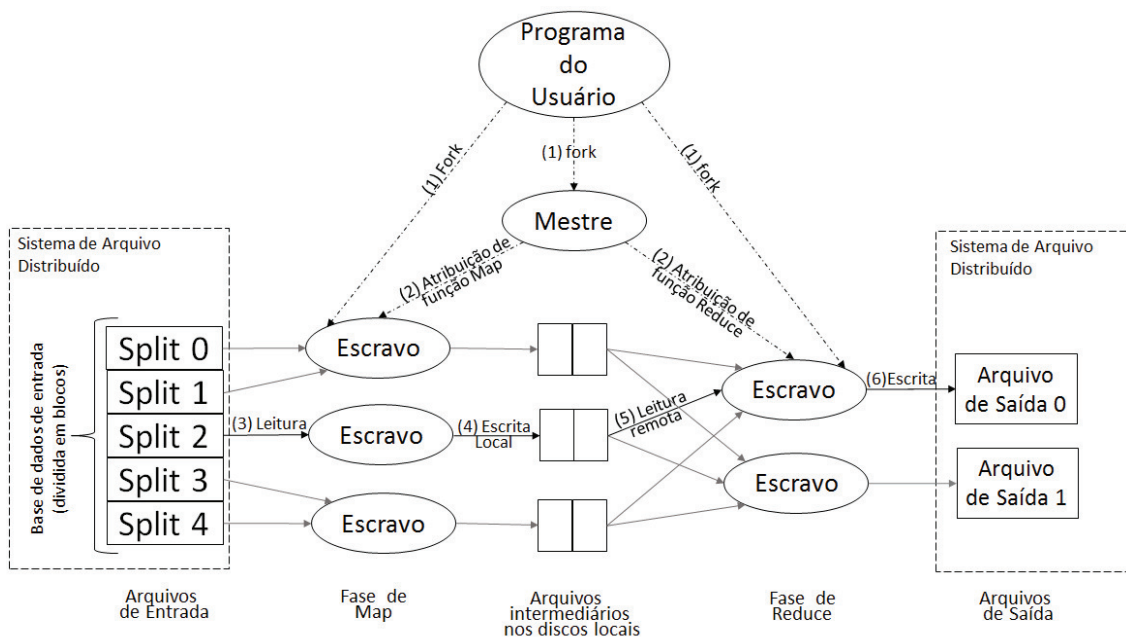 Programa
do
Usuário
(1) Fork
(1) fork
(1) fork
Mestre
Sistema de Arquivo
Distribuído
(2) Atribuição de
função Map
(2) Atribuição de
função Reduce
Sistema de Arquivo
Distribuído
Base de dados de entrada
(dividida em blocos)
Split 0
Split 1
Split 2
Split 3
Split 4
(3) Leitura
Escravo
Escravo
Escravo
(4) Escrita
Local
(5) Leitura
remota
Escravo
Escravo
(6)Escrita
Arquivo
de Saída 0
Arquivo
de Saída 1
Arquivos
de Entrada
Fase de
Map
Arquivos
intermediários
nos discos locais
Fase de
Reduce
Arquivos
de Saída